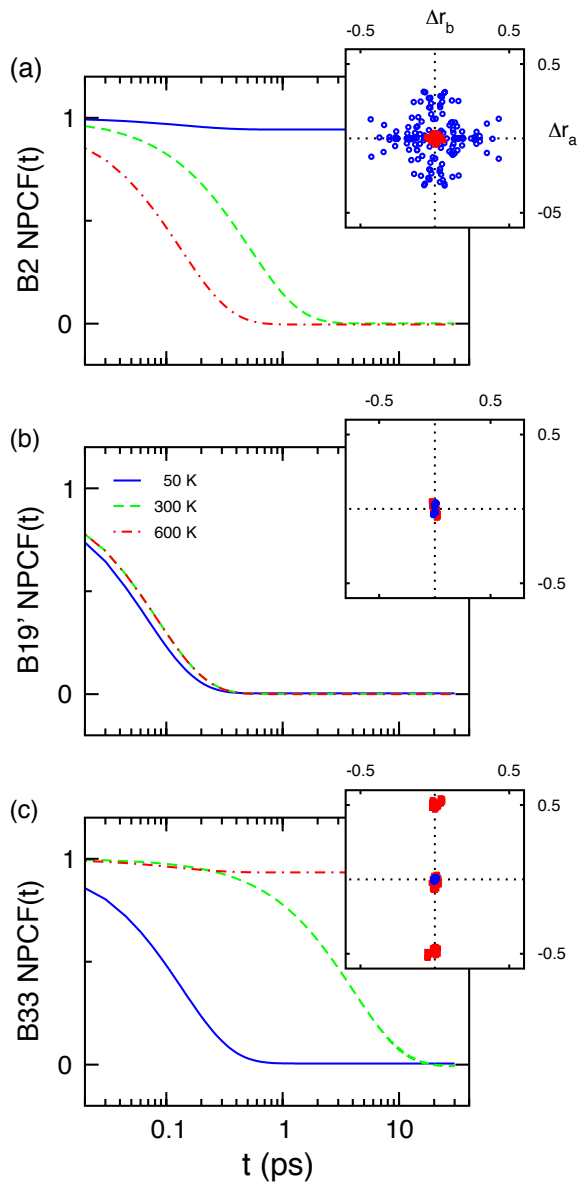 Δr_b
-0.5 0.5
(a)
0.5
Δr_a
-05
1
0
B2 NPCF(t)
-0.5 0.5
(b)
0.5
-0.5
1
0
B19' NPCF(t)
50 K
300 K
600 K
-0.5 0.5
(c)
0.5
-0.5
1
0
B33 NPCF(t)
0.1 1 10
t (ps)